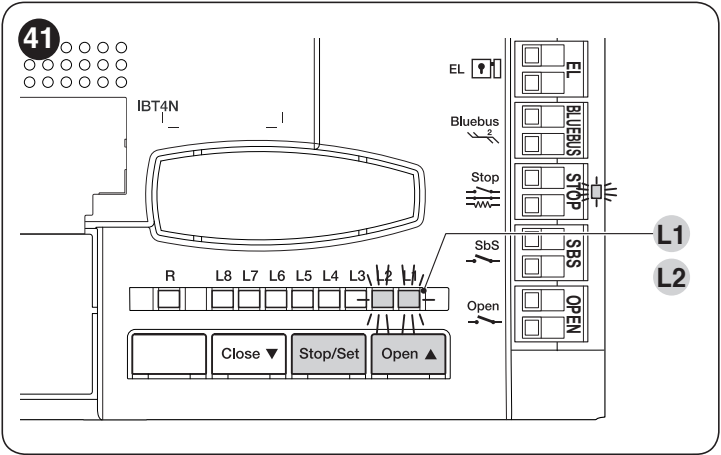 41
IBT4N
EL
EL
Bluebus
2
BLUEBUS
Stop
STOP
L1
SbS
SBS
L2
R L8 L7 L6 L5 L4 L3 L2 L1
Open
OPEN
Close ▼ Stop/Set Open ▲